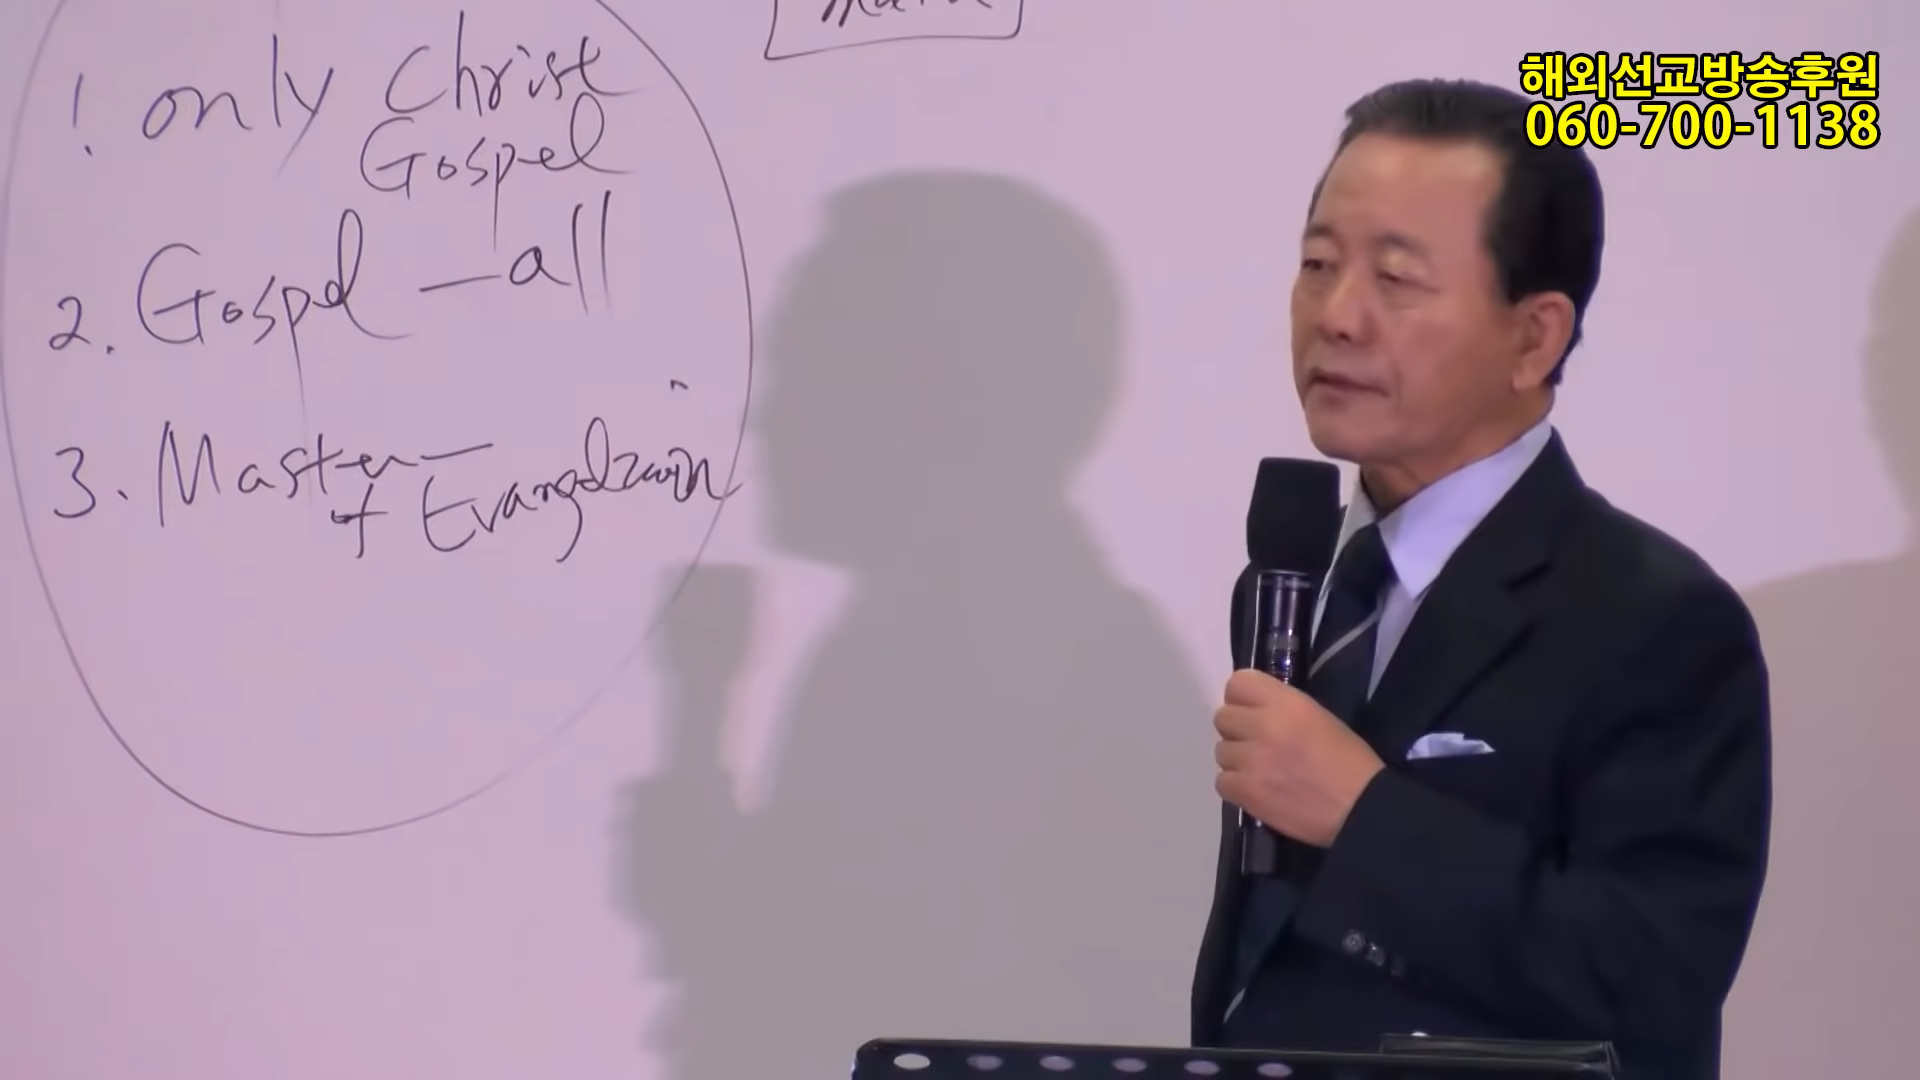 1. only Christ
Gospel
2. Gospel — all
3. Master —
of
해외선교방송후원
060-700-1138